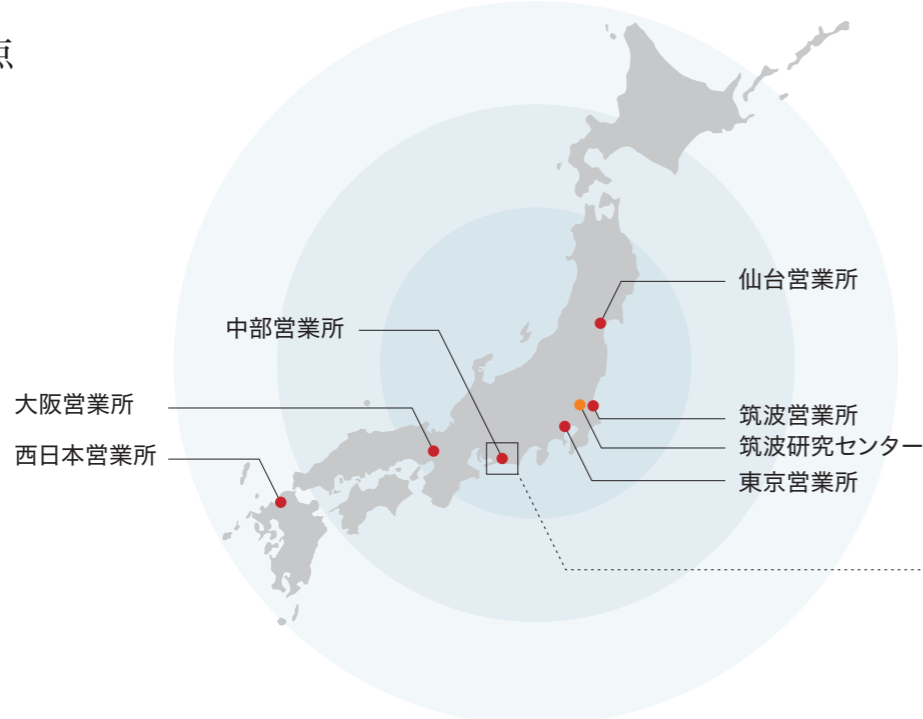 点
仙台営業所
中部営業所
大阪営業所
筑波営業所
筑波研究センター
西日本営業所
東京営業所